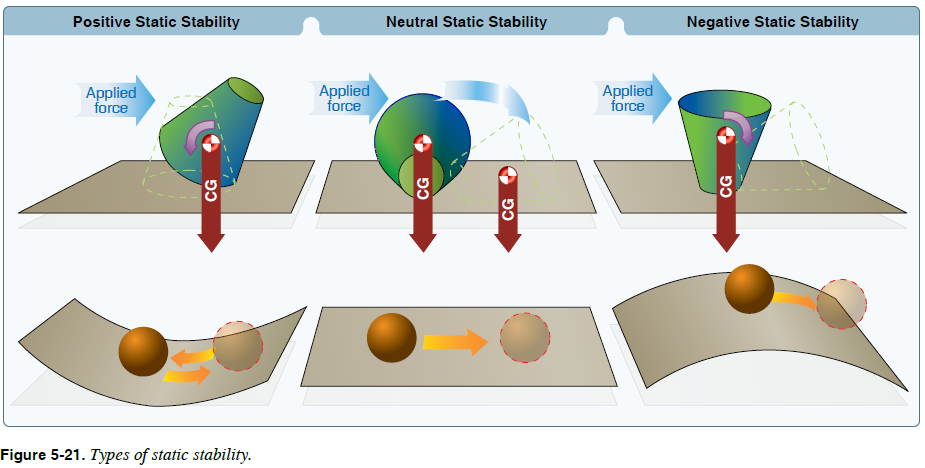 Positive Static Stability
Neutral Static Stability
Negative Static Stability
Applied
force
CG
Applied
force
CG
CG
Applied
force
CG
Figure 5-21. Types of static stability.